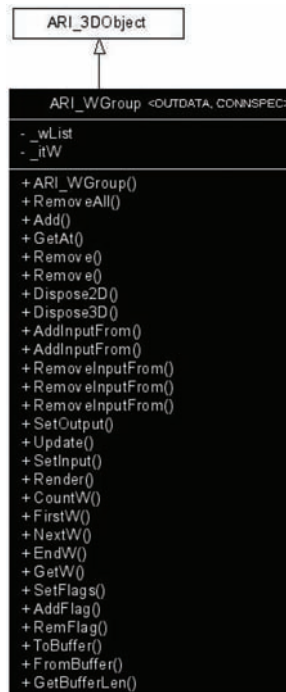 ARI_3DObject
ARI_WGroup <OUTDATA, CONNSPEC>
- _wList
- _itW
+ ARI_WGroup()
+ RemoveAll()
+ Add()
+ GetAt()
+ Remove()
+ Remove()
+ Dispose2D()
+ Dispose3D()
+ AddInputFrom()
+ AddInputFrom()
+ RemoveInputFrom()
+ RemoveInputFrom()
+ RemoveInputFrom()
+ SetOutput()
+ Update()
+ SetInput()
+ Render()
+ CountW()
+ FirstW()
+ NextW()
+ EndW()
+ GetW()
+ SetFlags()
+ AddFlag()
+ RemFlag()
+ ToBuffer()
+ FromBuffer()
+ GetBufferLen()